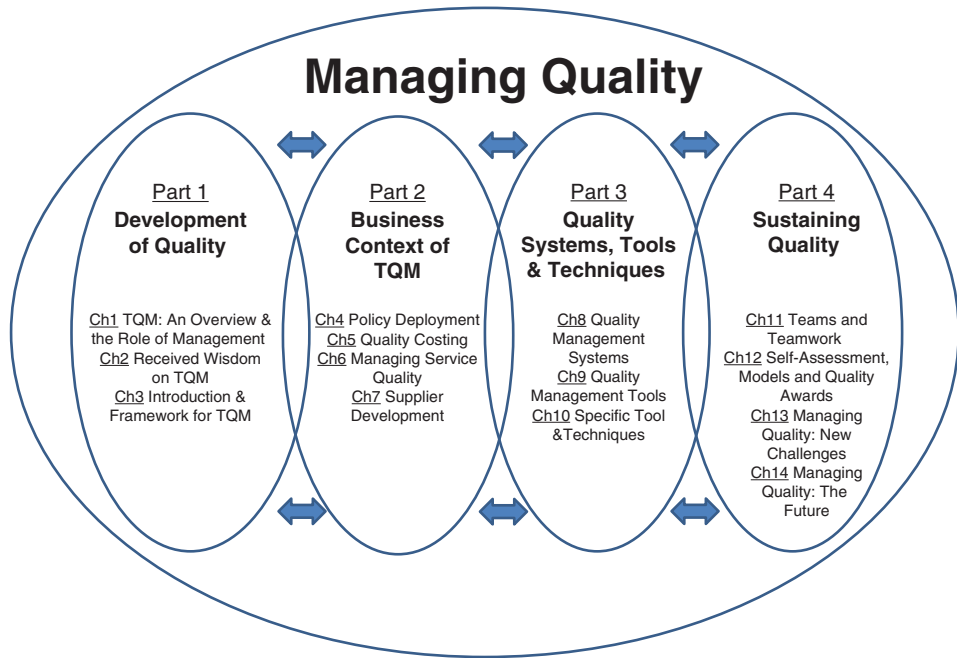 Managing Quality
Part 1
Development
of Quality
Ch1 TQM: An Overview &
the Role of Management
Ch2 Received Wisdom
on TQM
Ch3 Introduction &
Framework for TQM
Part 2
Business
Context of
TQM
Ch4 Policy Deployment
Ch5 Quality Costing
Ch6 Managing Service
Quality
Ch7 Supplier
Development
Part 3
Quality
Systems, Tools
& Techniques
Ch8 Quality
Management
Systems
Ch9 Quality
Management Tools
Ch10 Specific Tool
&Techniques
Part 4
Sustaining
Quality
Ch11 Teams and
Teamwork
Ch12 Self-Assessment,
Models and Quality
Awards
Ch13 Managing
Quality: New
Challenges
Ch14 Managing
Quality: The
Future